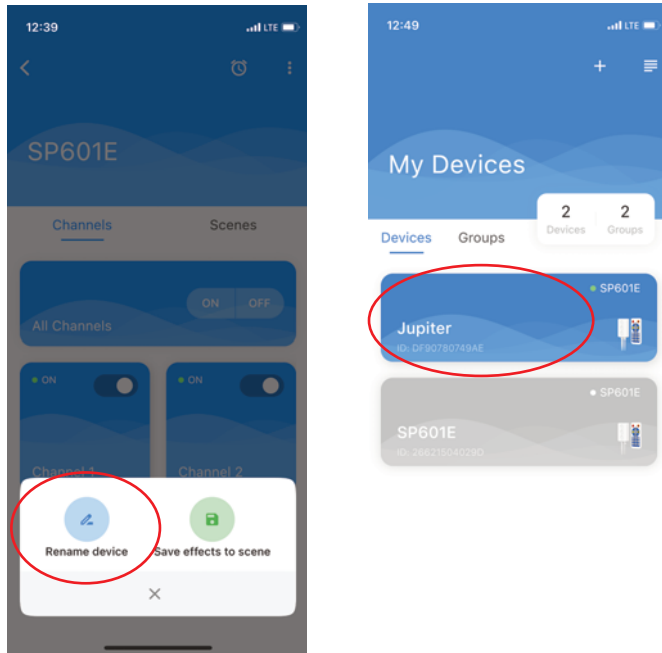 12:39
LTE
SP601E
Channels Scenes
ON OFF
All Channels
ON
ON
Channel 1
Channel 2
Rename device
Save effects to scene
12:49
LTE
My Devices
2 2
Devices Groups
Devices Groups
SP601E
Jupiter
ID: DF90780749AE
SP601E
SP601E
ID: 26621504029D